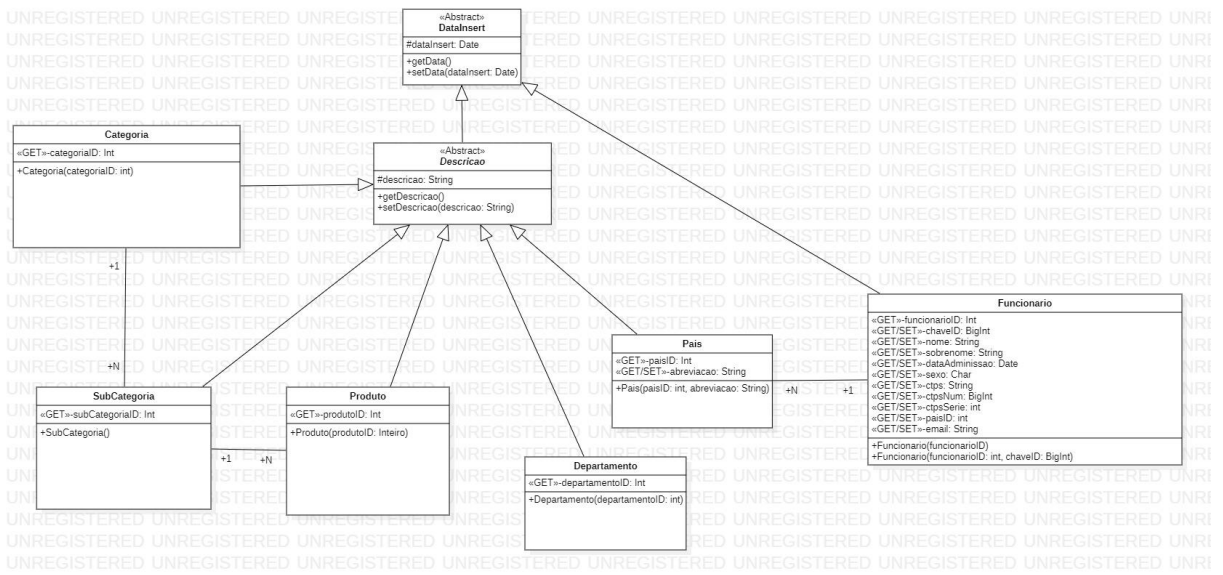 «Abstract»
DataInsert
#dataInsert: Date
+getData()
+setData(dataInsert: Date)
Categoria
«GET»-categoriaID: Int
+Categoria(categoriaID: int)
«Abstract»
Descricao
#descricao: String
+getDescricao()
+setDescricao(descricao: String)
+1
+N
Funcionario
«GET»-funcionarioID: Int
«GET/SET»-chaveID: BigInt
«GET/SET»-nome: String
«GET/SET»-sobrenome: String
«GET/SET»-dataAdminissao: Date
«GET/SET»-sexo: Char
«GET/SET»-ctps: String
«GET/SET»-ctpsNum: BigInt
«GET/SET»-ctpsSerie: int
«GET/SET»-paisID: int
«GET/SET»-email: String
+Funcionario(funcionarioID)
+Funcionario(funcionarioID: int, chaveID: BigInt)
Pais
«GET»-paisID: Int
«GET/SET»-abreviacao: String
+Pais(paisID: int, abreviacao: String)
+N
+1
SubCategoria
«GET»-subCategoriaID: Int
+SubCategoria()
+1
+N
Produto
«GET»-produtoID: Int
+Produto(produtoID: Inteiro)
Departamento
«GET»-departamentoID: Int
+Departamento(departamentoID: int)
UNREGISTERED